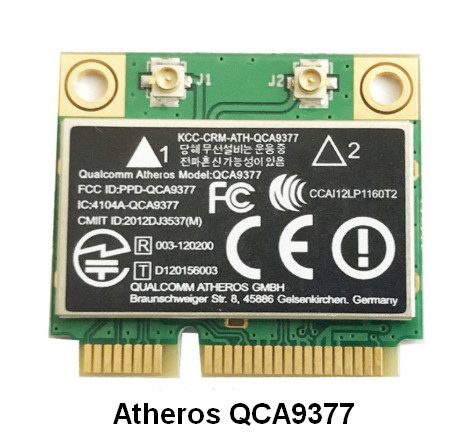 J1
J2
KCC-CRM-ATH-QCA9377
당해 무선설비는 운용중
전파혼신가능성이 있음
1
2
Qualcomm Atheros Model:QCA9377
FCC ID:PPD-QCA9377
IC:4104A-QCA9377
CMIIT ID:2012DJ3537(M)
FC
CCAI12LP1160T2
R 003-120200
T D120156003
CE
QUALCOMM ATHEROS GMBH
Braunschweiger Str. 8, 45886 Gelsenkirchen. Germany
Atheros QCA9377